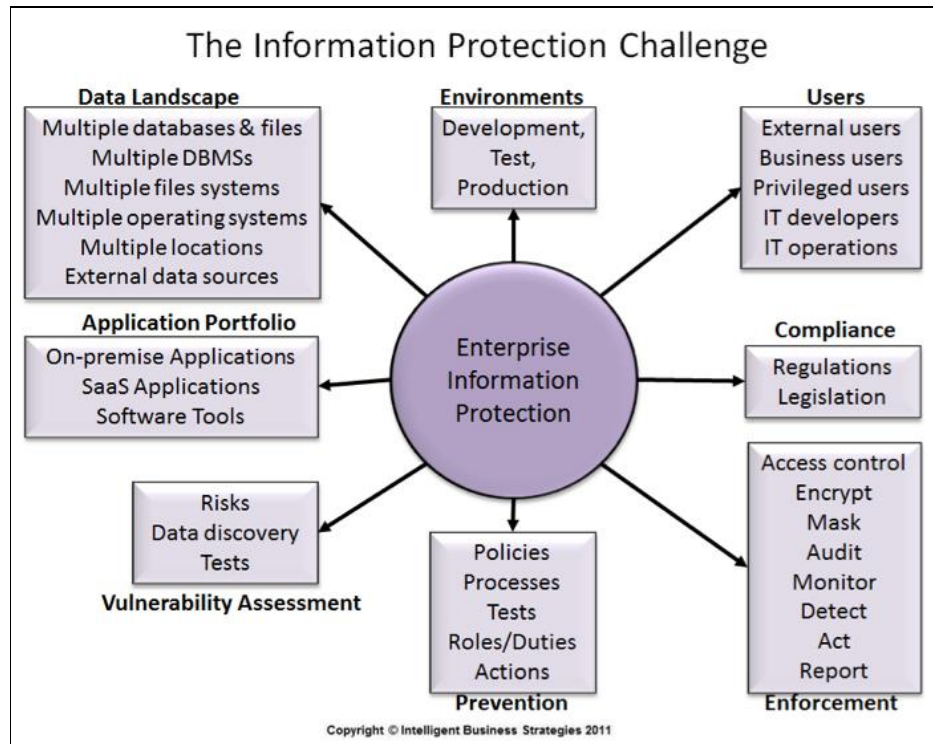 The Information Protection Challenge
Data Landscape
Multiple databases & files
Multiple DBMSs
Multiple files systems
Multiple operating systems
Multiple locations
External data sources
Environments
Development,
Test,
Production
Users
External users
Business users
Privileged users
IT developers
IT operations
Application Portfolio
On-premise Applications
SaaS Applications
Software Tools
Enterprise
Information
Protection
Compliance
Regulations
Legislation
Risks
Data discovery
Tests
Vulnerability Assessment
Policies
Processes
Tests
Roles/Duties
Actions
Prevention
Access control
Encrypt
Mask
Audit
Monitor
Detect
Act
Report
Enforcement
Copyright © Intelligent Business Strategies 2011